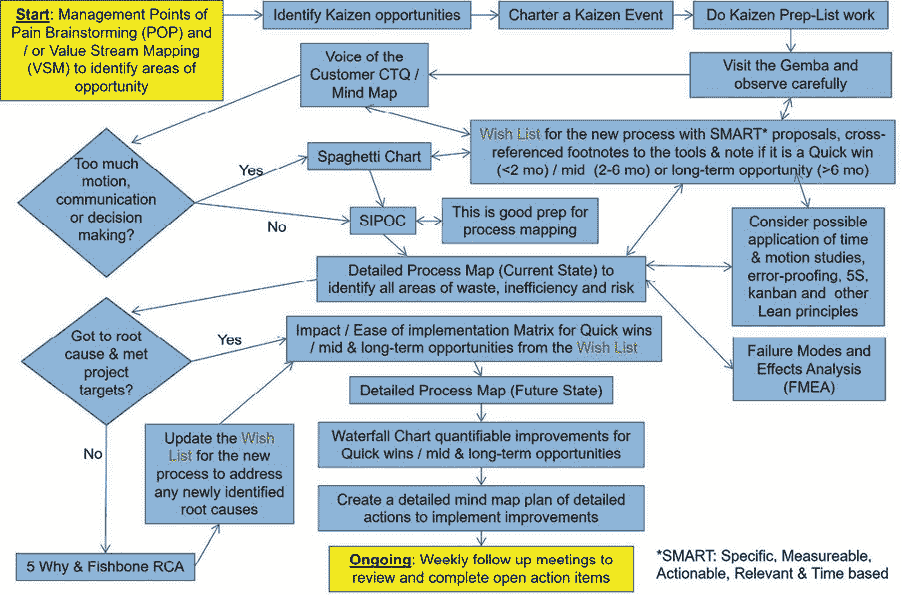 Start: Management Points of
Pain Brainstorming (POP) and
/ or Value Stream Mapping
(VSM) to identify areas of
opportunity
Identify Kaizen opportunities
Charter a Kaizen Event
Do Kaizen Prep-List work
Visit the Gemba and
observe carefully
Voice of the
Customer CTQ /
Mind Map
Wish List for the new process with SMART* proposals, cross-
referenced footnotes to the tools & note if it is a Quick win
(<2 mo) / mid (2-6 mo) or long-term opportunity (>6 mo)
Too much
motion,
communication
or decision
making?
Yes
Spaghetti Chart
No
SIPOC
This is good prep for
process mapping
Consider possible
application of time
& motion studies,
error-proofing, 5S,
kanban and other
Lean principles
Detailed Process Map (Current State) to
identify all areas of waste, inefficiency and risk
Failure Modes and
Effects Analysis
(FMEA)
Got to root
cause & met
project
targets?
Yes
Impact / Ease of implementation Matrix for Quick wins
/ mid & long-term opportunities from the Wish List
Detailed Process Map (Future State)
No
Update the Wish
List for the new
process to address
any newly identified
root causes
Waterfall Chart quantifiable improvements for
Quick wins / mid & long-term opportunities
Create a detailed mind map plan of detailed
actions to implement improvements
5 Why & Fishbone RCA
Ongoing: Weekly follow up meetings to
review and complete open action items
*SMART: Specific, Measureable,
Actionable, Relevant & Time based